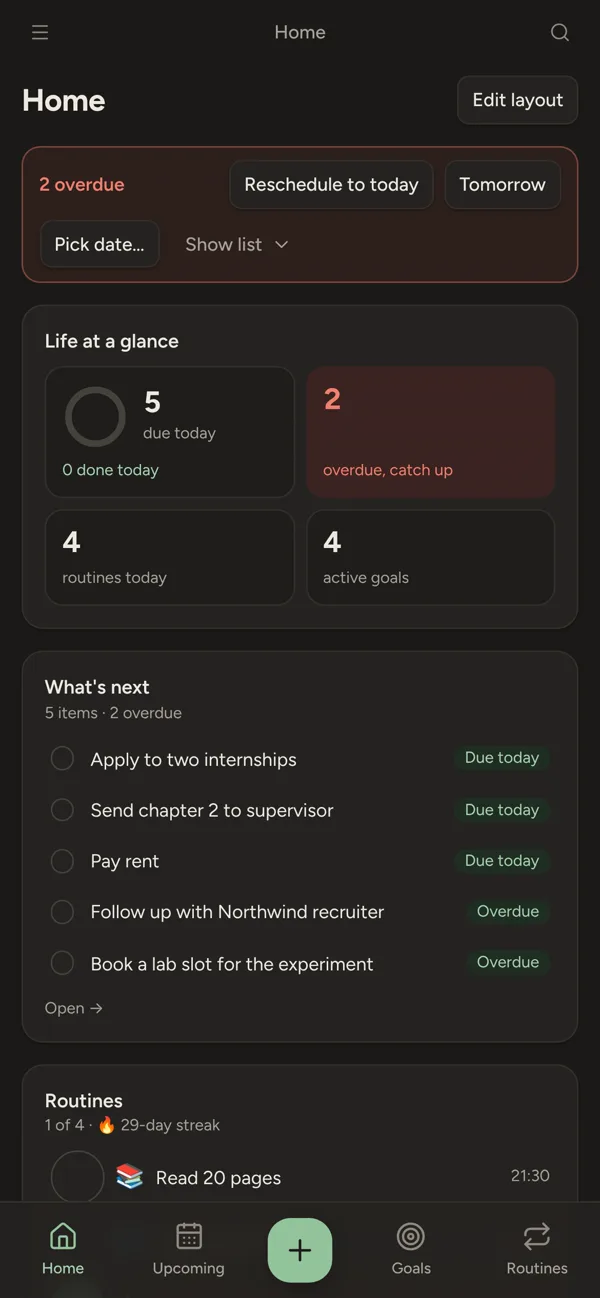 Home
Home
Edit layout
2 overdue
Reschedule to today
Tomorrow
Pick date...
Show list
Life at a glance
5
due today
0 done today
2
overdue, catch up
4
routines today
4
active goals
What's next
5 items · 2 overdue
Apply to two internships
Due today
Send chapter 2 to supervisor
Due today
Pay rent
Due today
Follow up with Northwind recruiter
Overdue
Book a lab slot for the experiment
Overdue
Open →
Routines
1 of 4 · 🔥 29-day streak
📚 Read 20 pages
21:30
Home
Upcoming
Goals
Routines